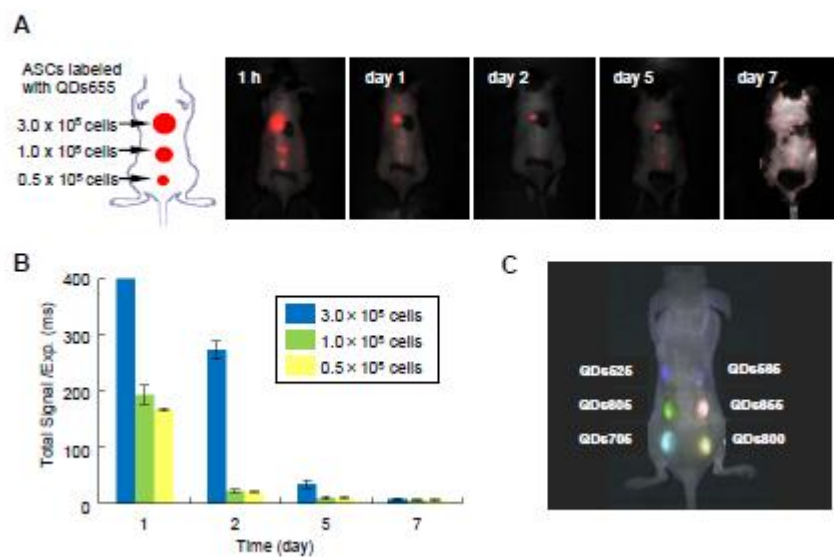 A
ASCs labeled
with QDs655
3.0 x 10⁵ cells
1.0 x 10⁵ cells
0.5 x 10⁵ cells
1 h
day 1
day 2
day 5
day 7
B
Total Signal /Exp. (ms)
400
300
200
100
0
1
2
5
7
Time (day)
3.0 × 10⁵ cells
1.0 × 10⁵ cells
0.5 × 10⁵ cells
C
QDs525 QDs565
QDs605 QDs655
QDs705 QDs800